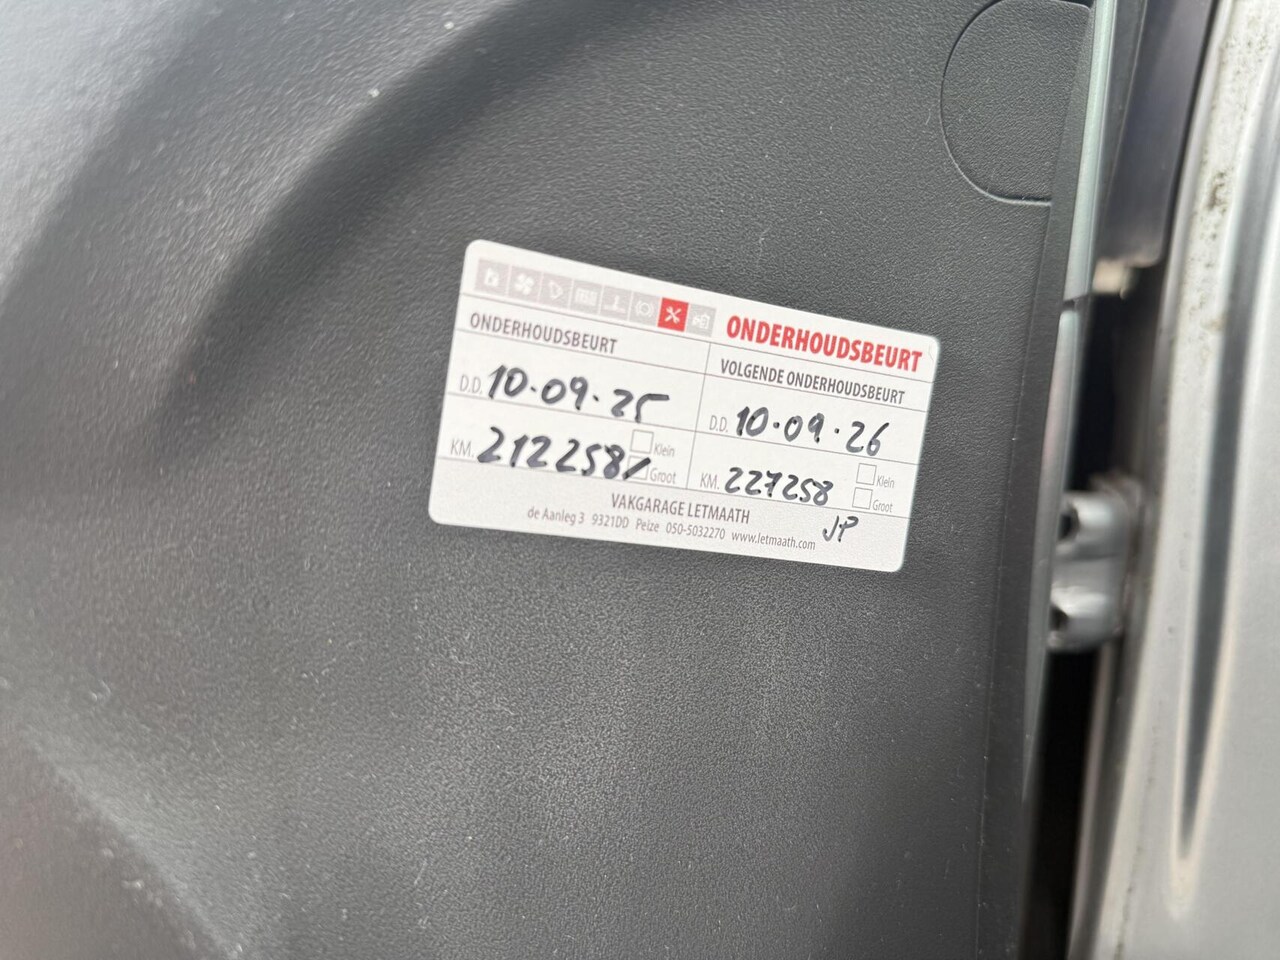 ONDERHOUDSBEURT
ONDERHOUDSBEURT
D.D. 10-09-25
KM. 212258
Klein
Groot
VOLGENDE ONDERHOUDSBEURT
D.D. 10-09-26
KM. 227258
Klein
Groot
VAKGARAGE LETMAATH
de Aanleg 3 9321DD Peize 050-5032270 www.letmaath.com
JP